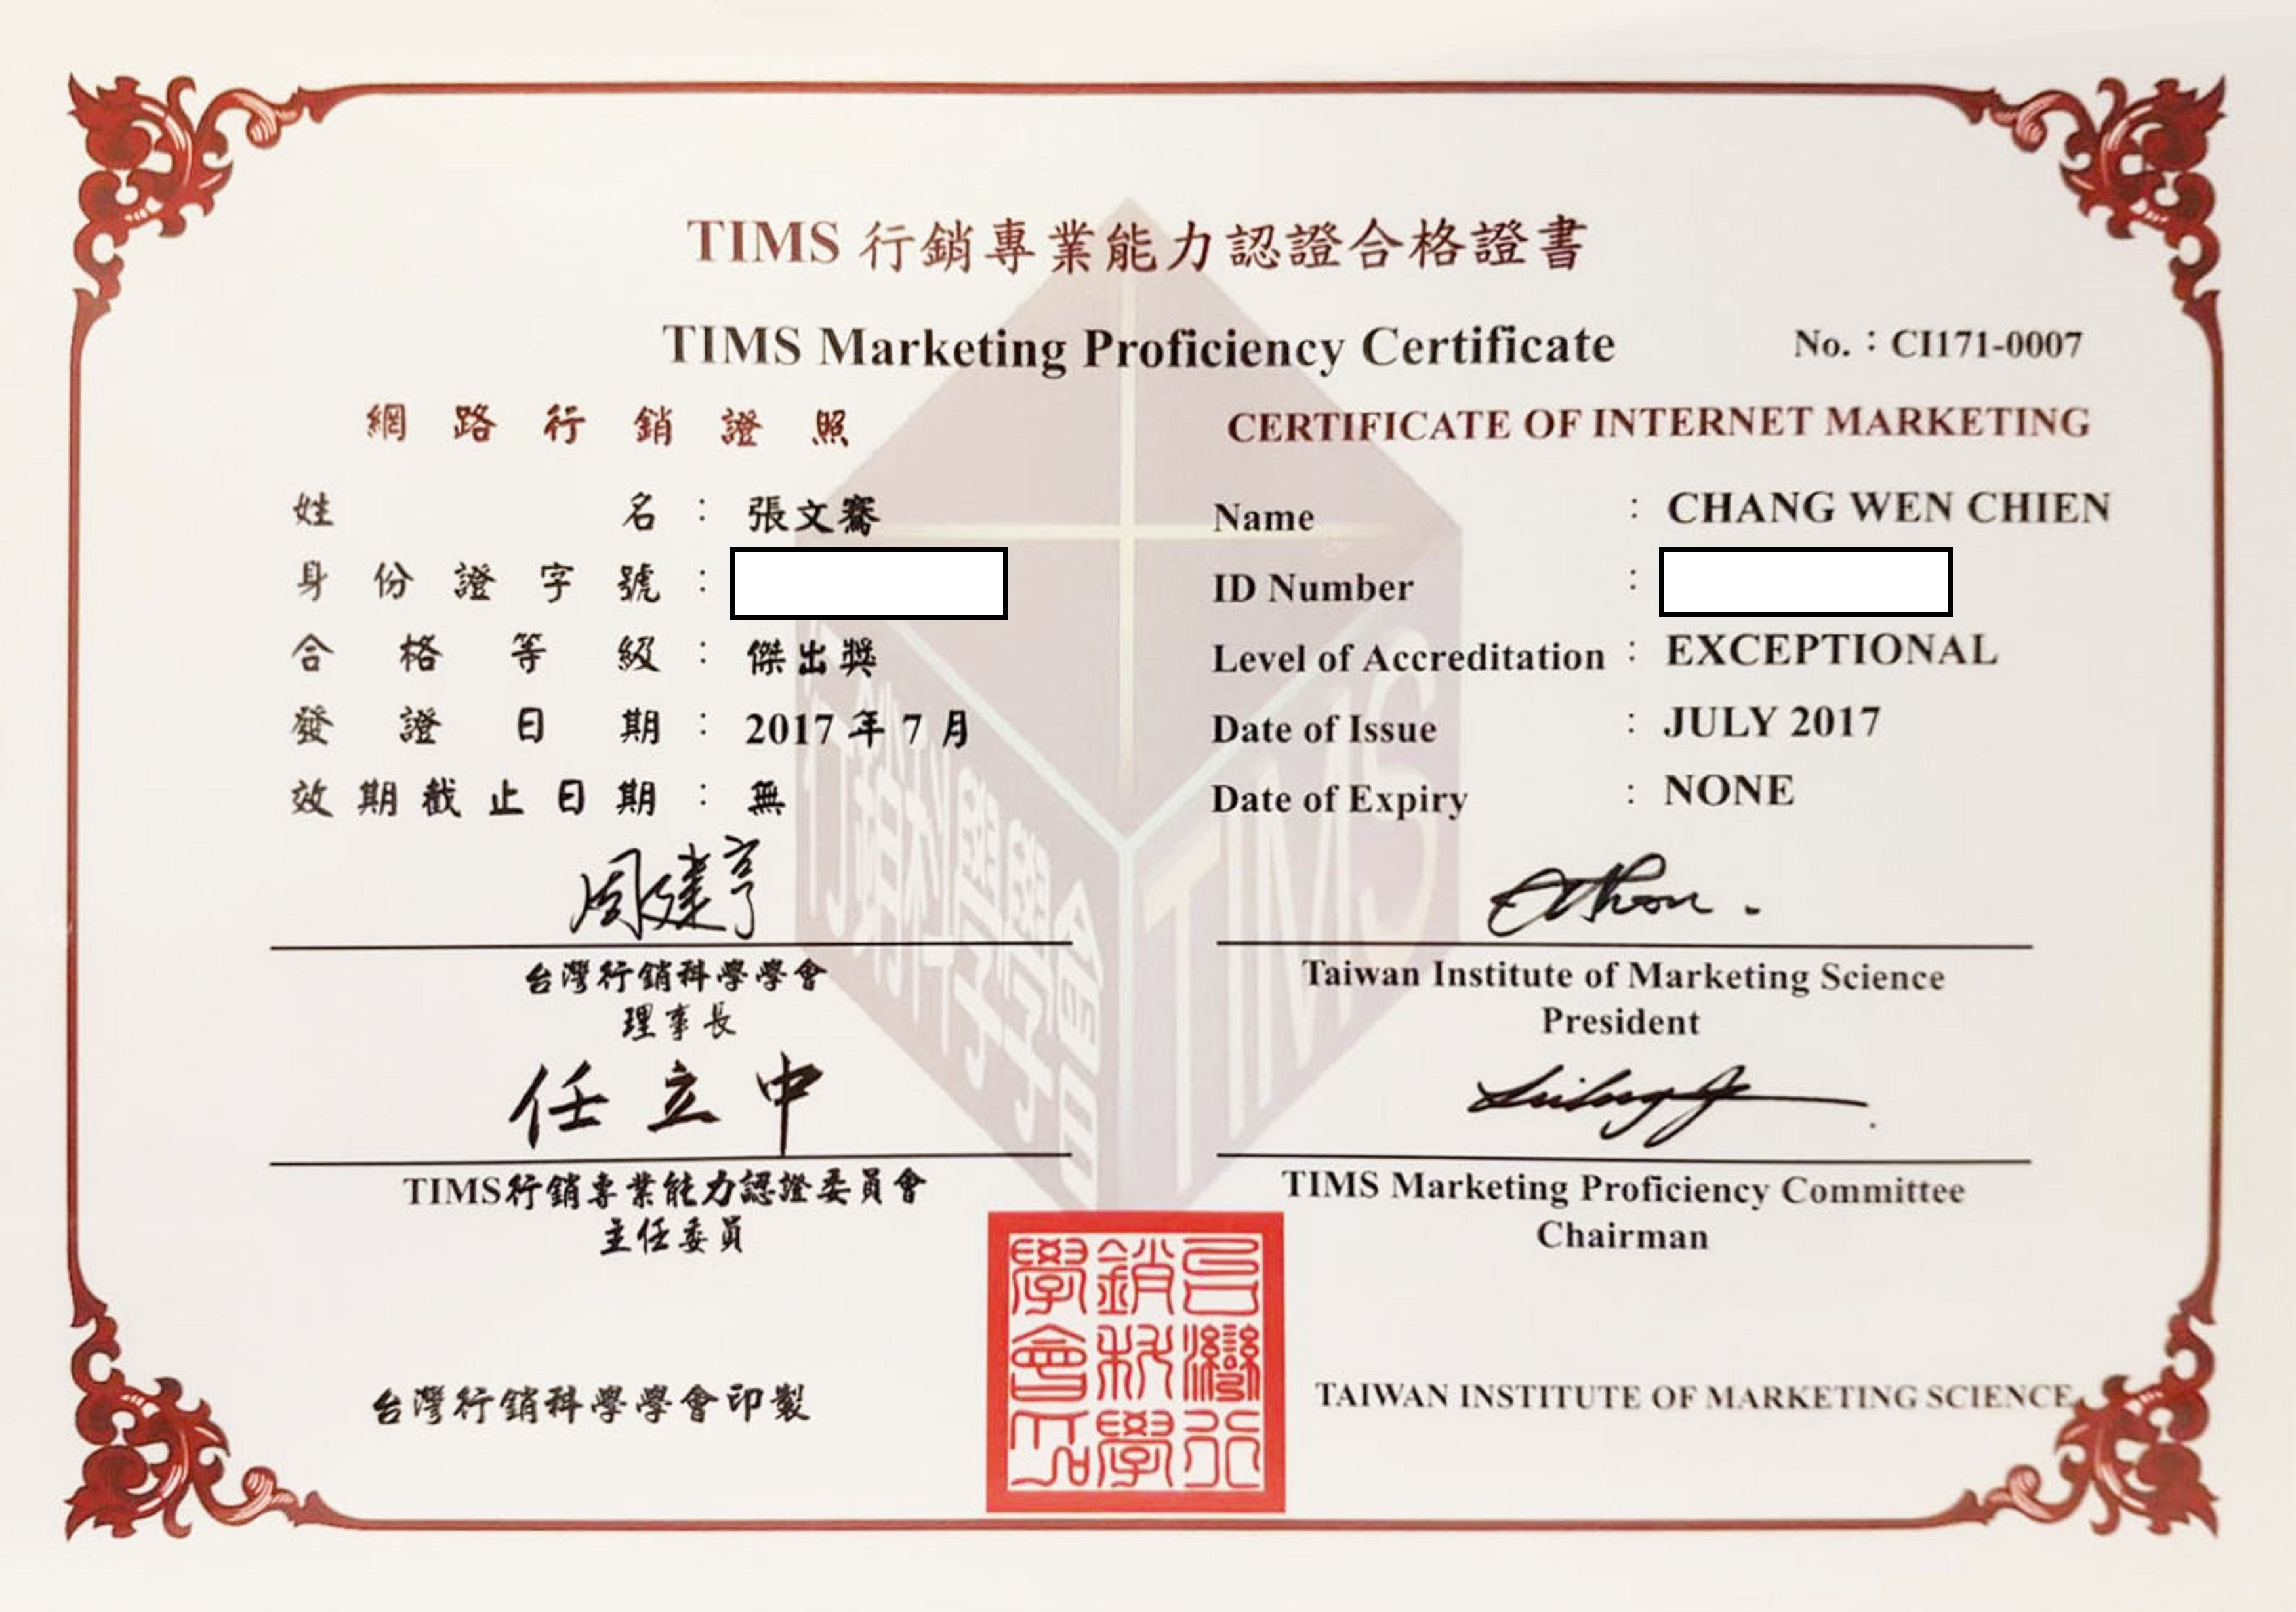 TIMS 行銷專業能力認證合格證書
TIMS Marketing Proficiency Certificate
No.：CI171-0007
網路行銷證照
姓名：張文騫
身份證字號：
合格等級：傑出獎
發證日期：2017年7月
效期截止日期：無
CERTIFICATE OF INTERNET MARKETING
Name : CHANG WEN CHIEN
ID Number :
Level of Accreditation : EXCEPTIONAL
Date of Issue : JULY 2017
Date of Expiry : NONE
周建亨
台灣行銷科學學會
理事長
Taiwan Institute of Marketing Science
President
任立中
TIMS行銷專業能力認證委員會
主任委員
TIMS Marketing Proficiency Committee
Chairman
台灣行銷科學學會印製
TAIWAN INSTITUTE OF MARKETING SCIENCE
台灣行
銷科學
學會
行銷科學學會
TIMS